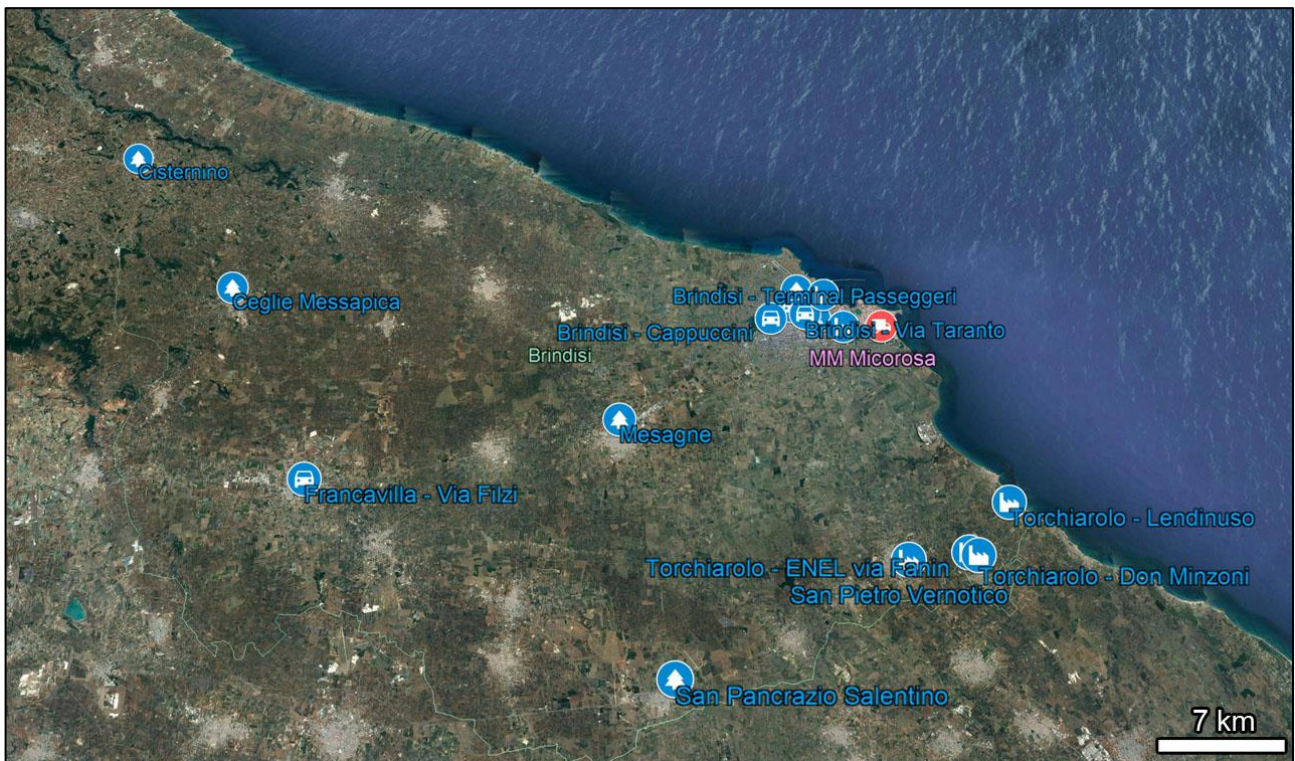 Cisternino
Ceglie Messapica
Brindisi - Terminal Passeggeri
Brindisi - Cappuccini
Brindisi - Via Taranto
Brindisi
MM Micorosa
Mesagne
Francavilla - Via Filzi
Torchiarolo - Lendinuso
Torchiarolo - ENEL via Fanin
Torchiarolo - Don Minzoni
San Pietro Vernotico
San Pancrazio Salentino
7 km